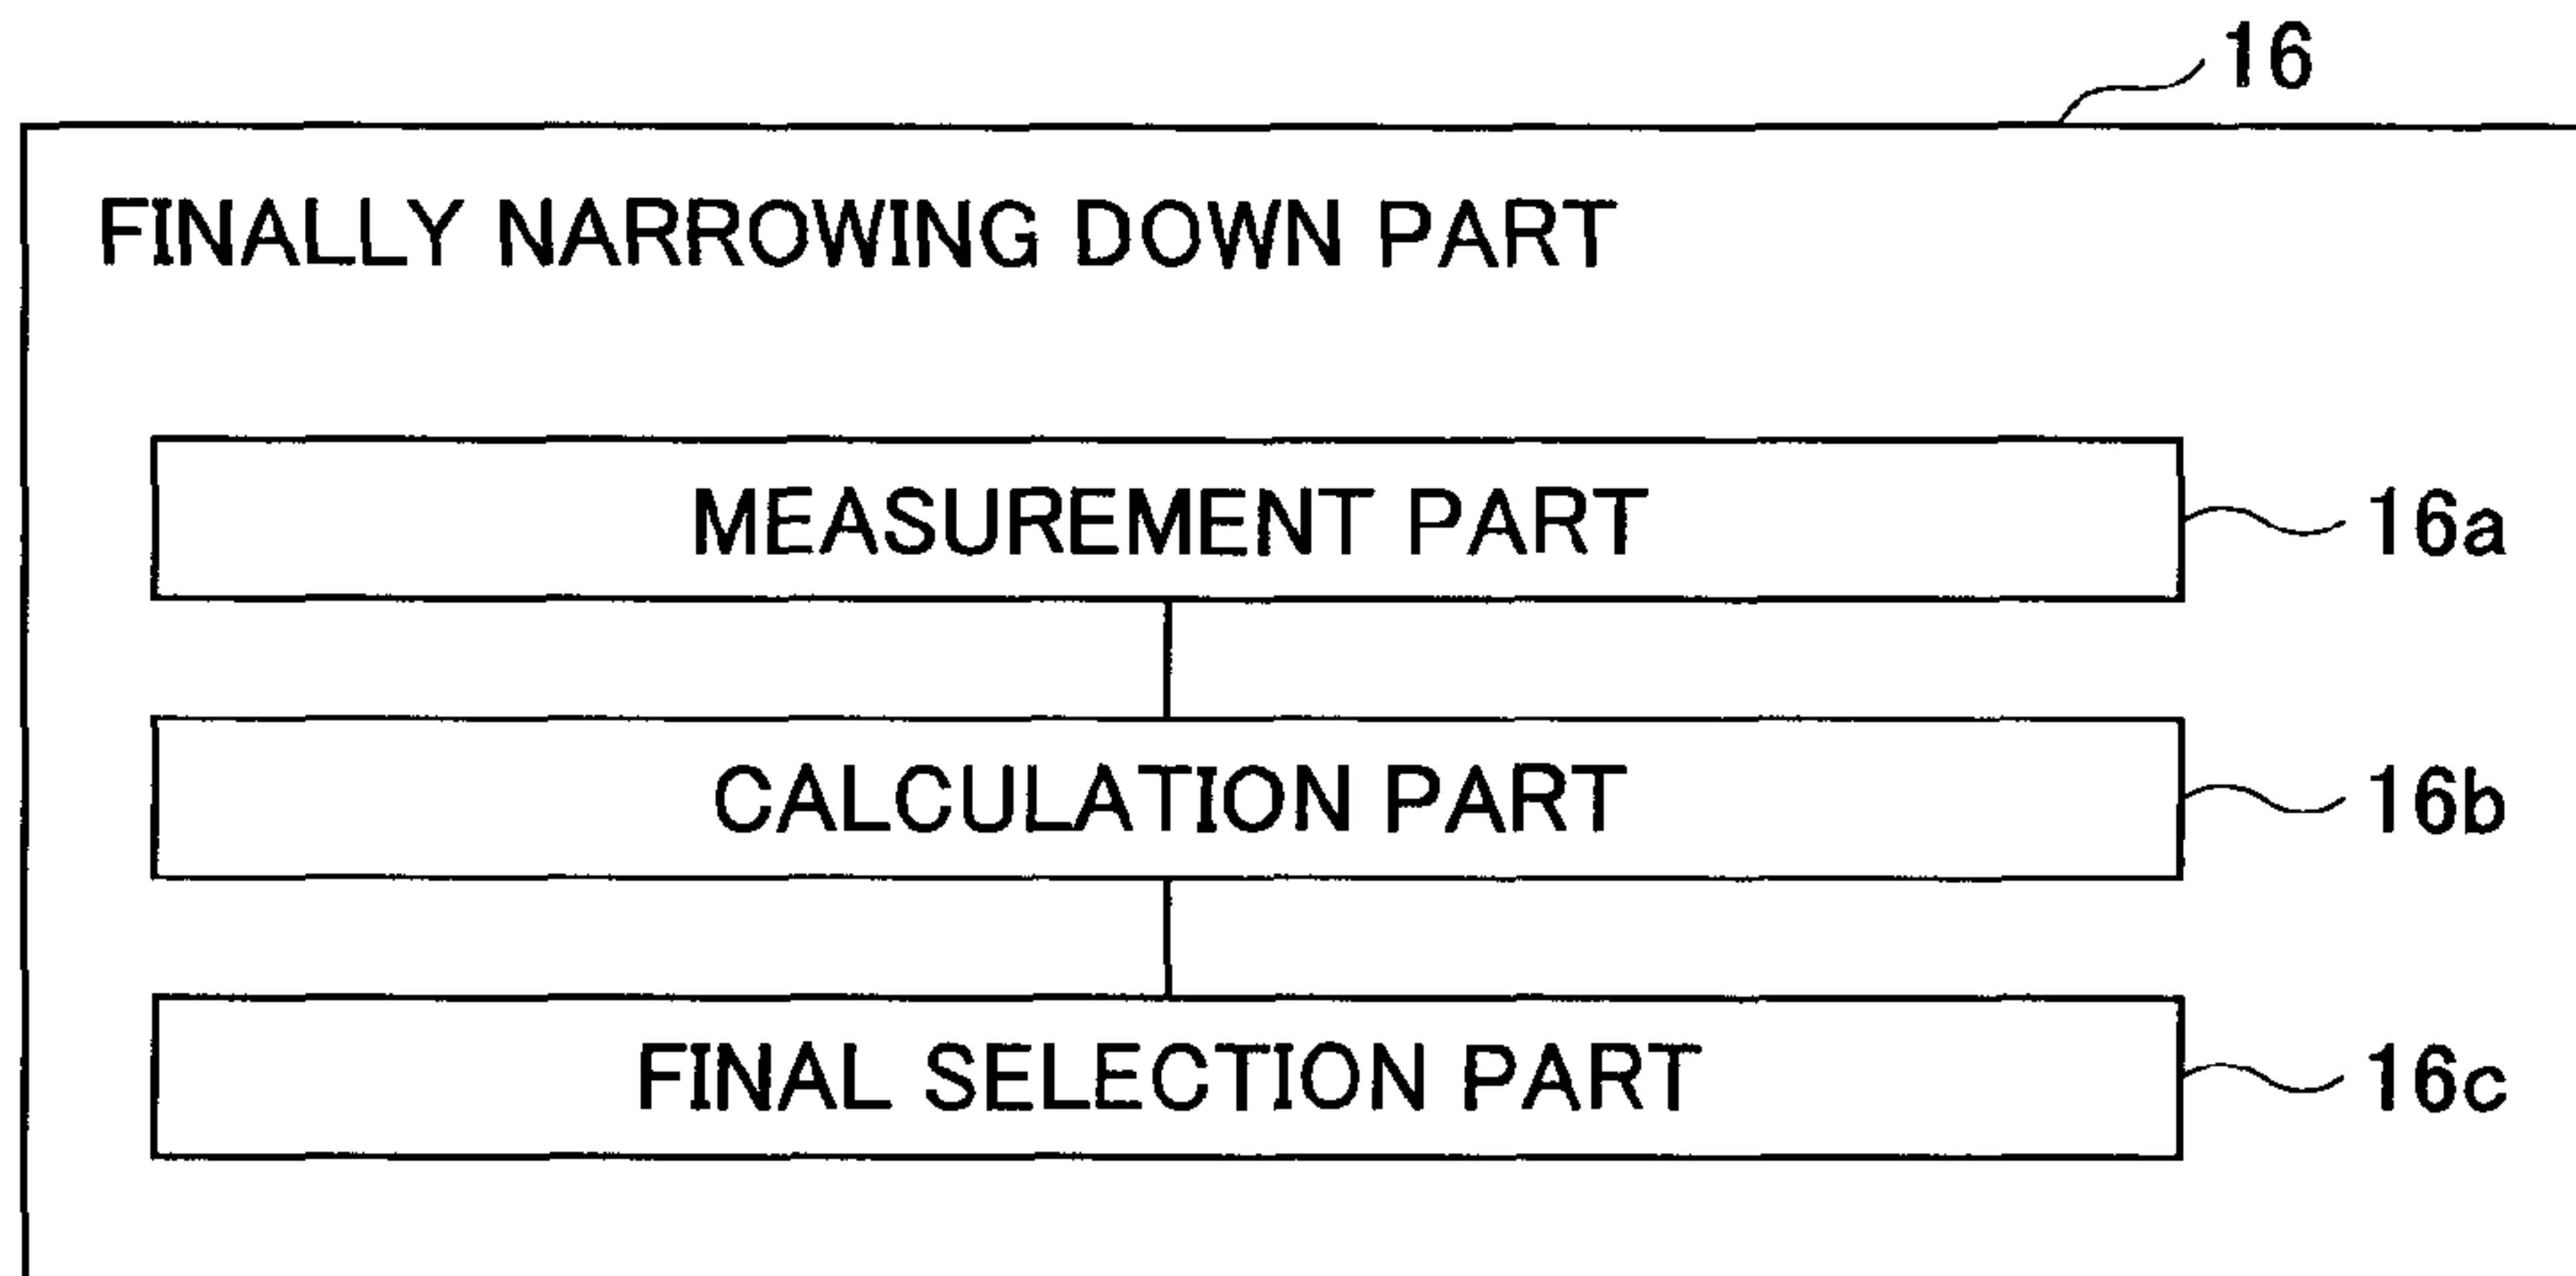 16
FINALLY NARROWING DOWN PART
MEASUREMENT PART 16a
CALCULATION PART 16b
FINAL SELECTION PART 16c